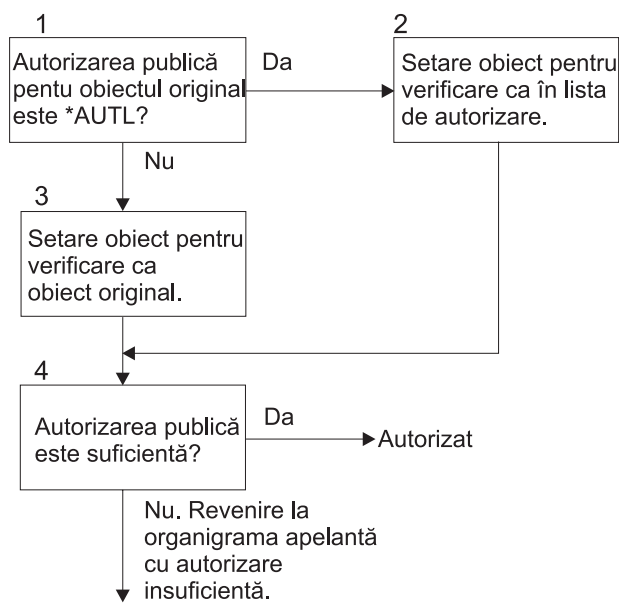 1
Autorizarea publică
pentu obiectul original
este *AUTL?
Da
2
Setare obiect pentru
verificare ca în lista
de autorizare.
Nu
3
Setare obiect pentru
verificare ca
obiect original.
4
Autorizarea publică
este suficientă?
Da
Autorizat
Nu. Revenire la
organigrama apelantă
cu autorizare
insuficientă.